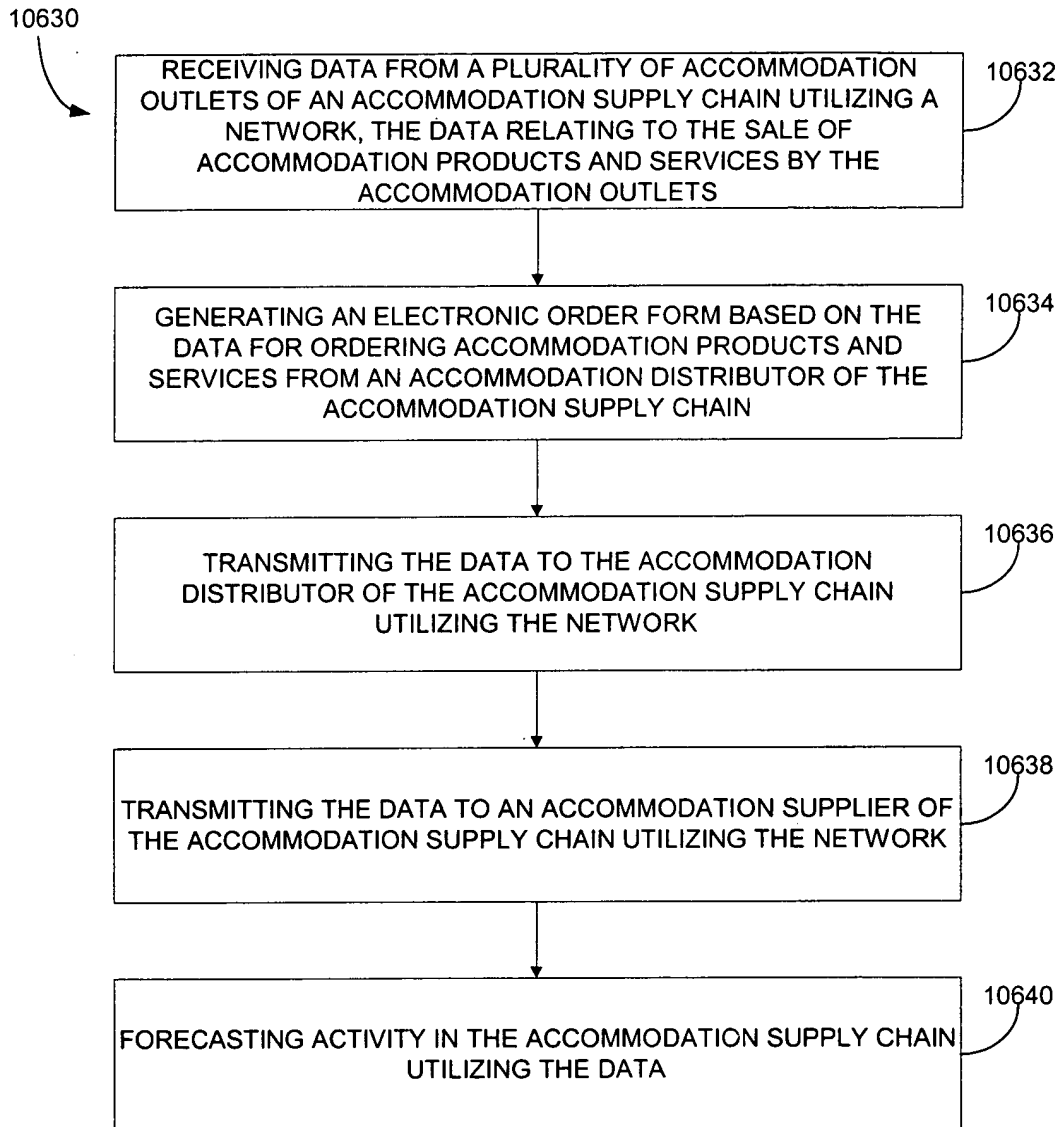 10630
RECEIVING DATA FROM A PLURALITY OF ACCOMMODATION
OUTLETS OF AN ACCOMMODATION SUPPLY CHAIN UTILIZING A
NETWORK, THE DATA RELATING TO THE SALE OF
ACCOMMODATION PRODUCTS AND SERVICES BY THE
ACCOMMODATION OUTLETS
10632
GENERATING AN ELECTRONIC ORDER FORM BASED ON THE
DATA FOR ORDERING ACCOMMODATION PRODUCTS AND
SERVICES FROM AN ACCOMMODATION DISTRIBUTOR OF THE
ACCOMMODATION SUPPLY CHAIN
10634
TRANSMITTING THE DATA TO THE ACCOMMODATION
DISTRIBUTOR OF THE ACCOMMODATION SUPPLY CHAIN
UTILIZING THE NETWORK
10636
TRANSMITTING THE DATA TO AN ACCOMMODATION SUPPLIER OF
THE ACCOMMODATION SUPPLY CHAIN UTILIZING THE NETWORK
10638
FORECASTING ACTIVITY IN THE ACCOMMODATION SUPPLY CHAIN
UTILIZING THE DATA
10640